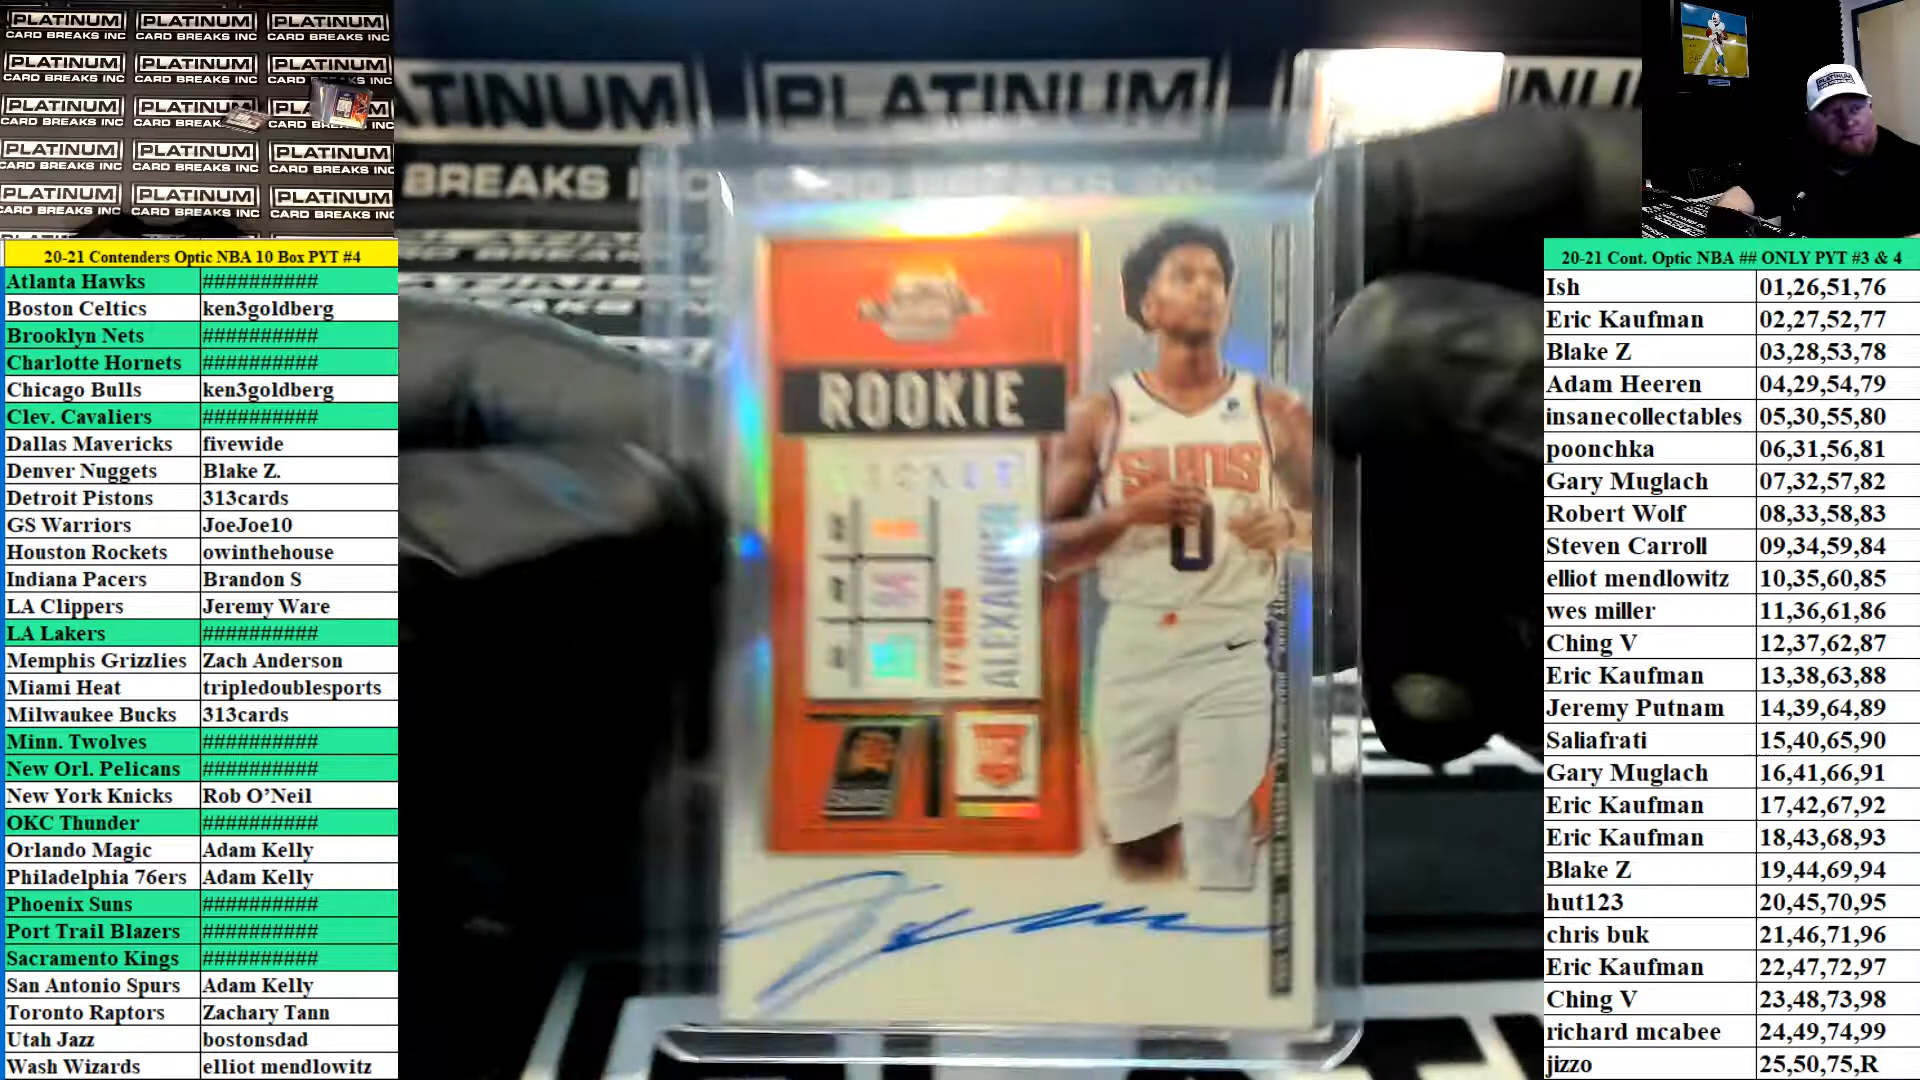 PLATINUM PLATINUM PLATINUM
CARD BREAKS INC CARD BREAKS INC CARD BREAKS INC
PLATINUM PLATINUM PLATINUM
CARD BREAKS INC CARD BREAKS INC
PLATINUM PLATINUM
CARD BREAKS INC CARD BREAKS CARD BREAKS INC
PLATINUM PLATINUM PLATINUM
CARD BREAKS INC CARD BREAKS INC CARD BREAKS INC
PLATINUM PLATINUM PLATINUM
CARD BREAKS INC CARD BREAKS INC CARD BREAKS INC
20-21 Contenders Optic NBA 10 Box PYT #4
Atlanta Hawks ##########
Boston Celtics ken3goldberg
Brooklyn Nets ##########
Charlotte Hornets ##########
Chicago Bulls ken3goldberg
Clev. Cavaliers ##########
Dallas Mavericks fivewide
Denver Nuggets Blake Z.
Detroit Pistons 313cards
GS Warriors JoeJoe10
Houston Rockets owinthehouse
Indiana Pacers Brandon S
LA Clippers Jeremy Ware
LA Lakers ##########
Memphis Grizzlies Zach Anderson
Miami Heat tripledoublesports
Milwaukee Bucks 313cards
Minn. Twolves ##########
New Orl. Pelicans ##########
New York Knicks Rob O’Neil
OKC Thunder ##########
Orlando Magic Adam Kelly
Philadelphia 76ers Adam Kelly
Phoenix Suns ##########
Port Trail Blazers ##########
Sacramento Kings ##########
San Antonio Spurs Adam Kelly
Toronto Raptors Zachary Tann
Utah Jazz bostonsdad
Wash Wizards elliot mendlowitz
PLATINUM
BREAKS INC
ROOKIE
TICKET
TY-SHON
ALEXANDER
SUNS
0
PLATINUM
20-21 Cont. Optic NBA ## ONLY PYT #3 & 4
Ish 01,26,51,76
Eric Kaufman 02,27,52,77
Blake Z 03,28,53,78
Adam Heeren 04,29,54,79
insanecollectables 05,30,55,80
poonchka 06,31,56,81
Gary Muglach 07,32,57,82
Robert Wolf 08,33,58,83
Steven Carroll 09,34,59,84
elliot mendlowitz 10,35,60,85
wes miller 11,36,61,86
Ching V 12,37,62,87
Eric Kaufman 13,38,63,88
Jeremy Putnam 14,39,64,89
Saliafrati 15,40,65,90
Gary Muglach 16,41,66,91
Eric Kaufman 17,42,67,92
Eric Kaufman 18,43,68,93
Blake Z 19,44,69,94
hut123 20,45,70,95
chris buk 21,46,71,96
Eric Kaufman 22,47,72,97
Ching V 23,48,73,98
richard mcabee 24,49,74,99
jizzo 25,50,75,R